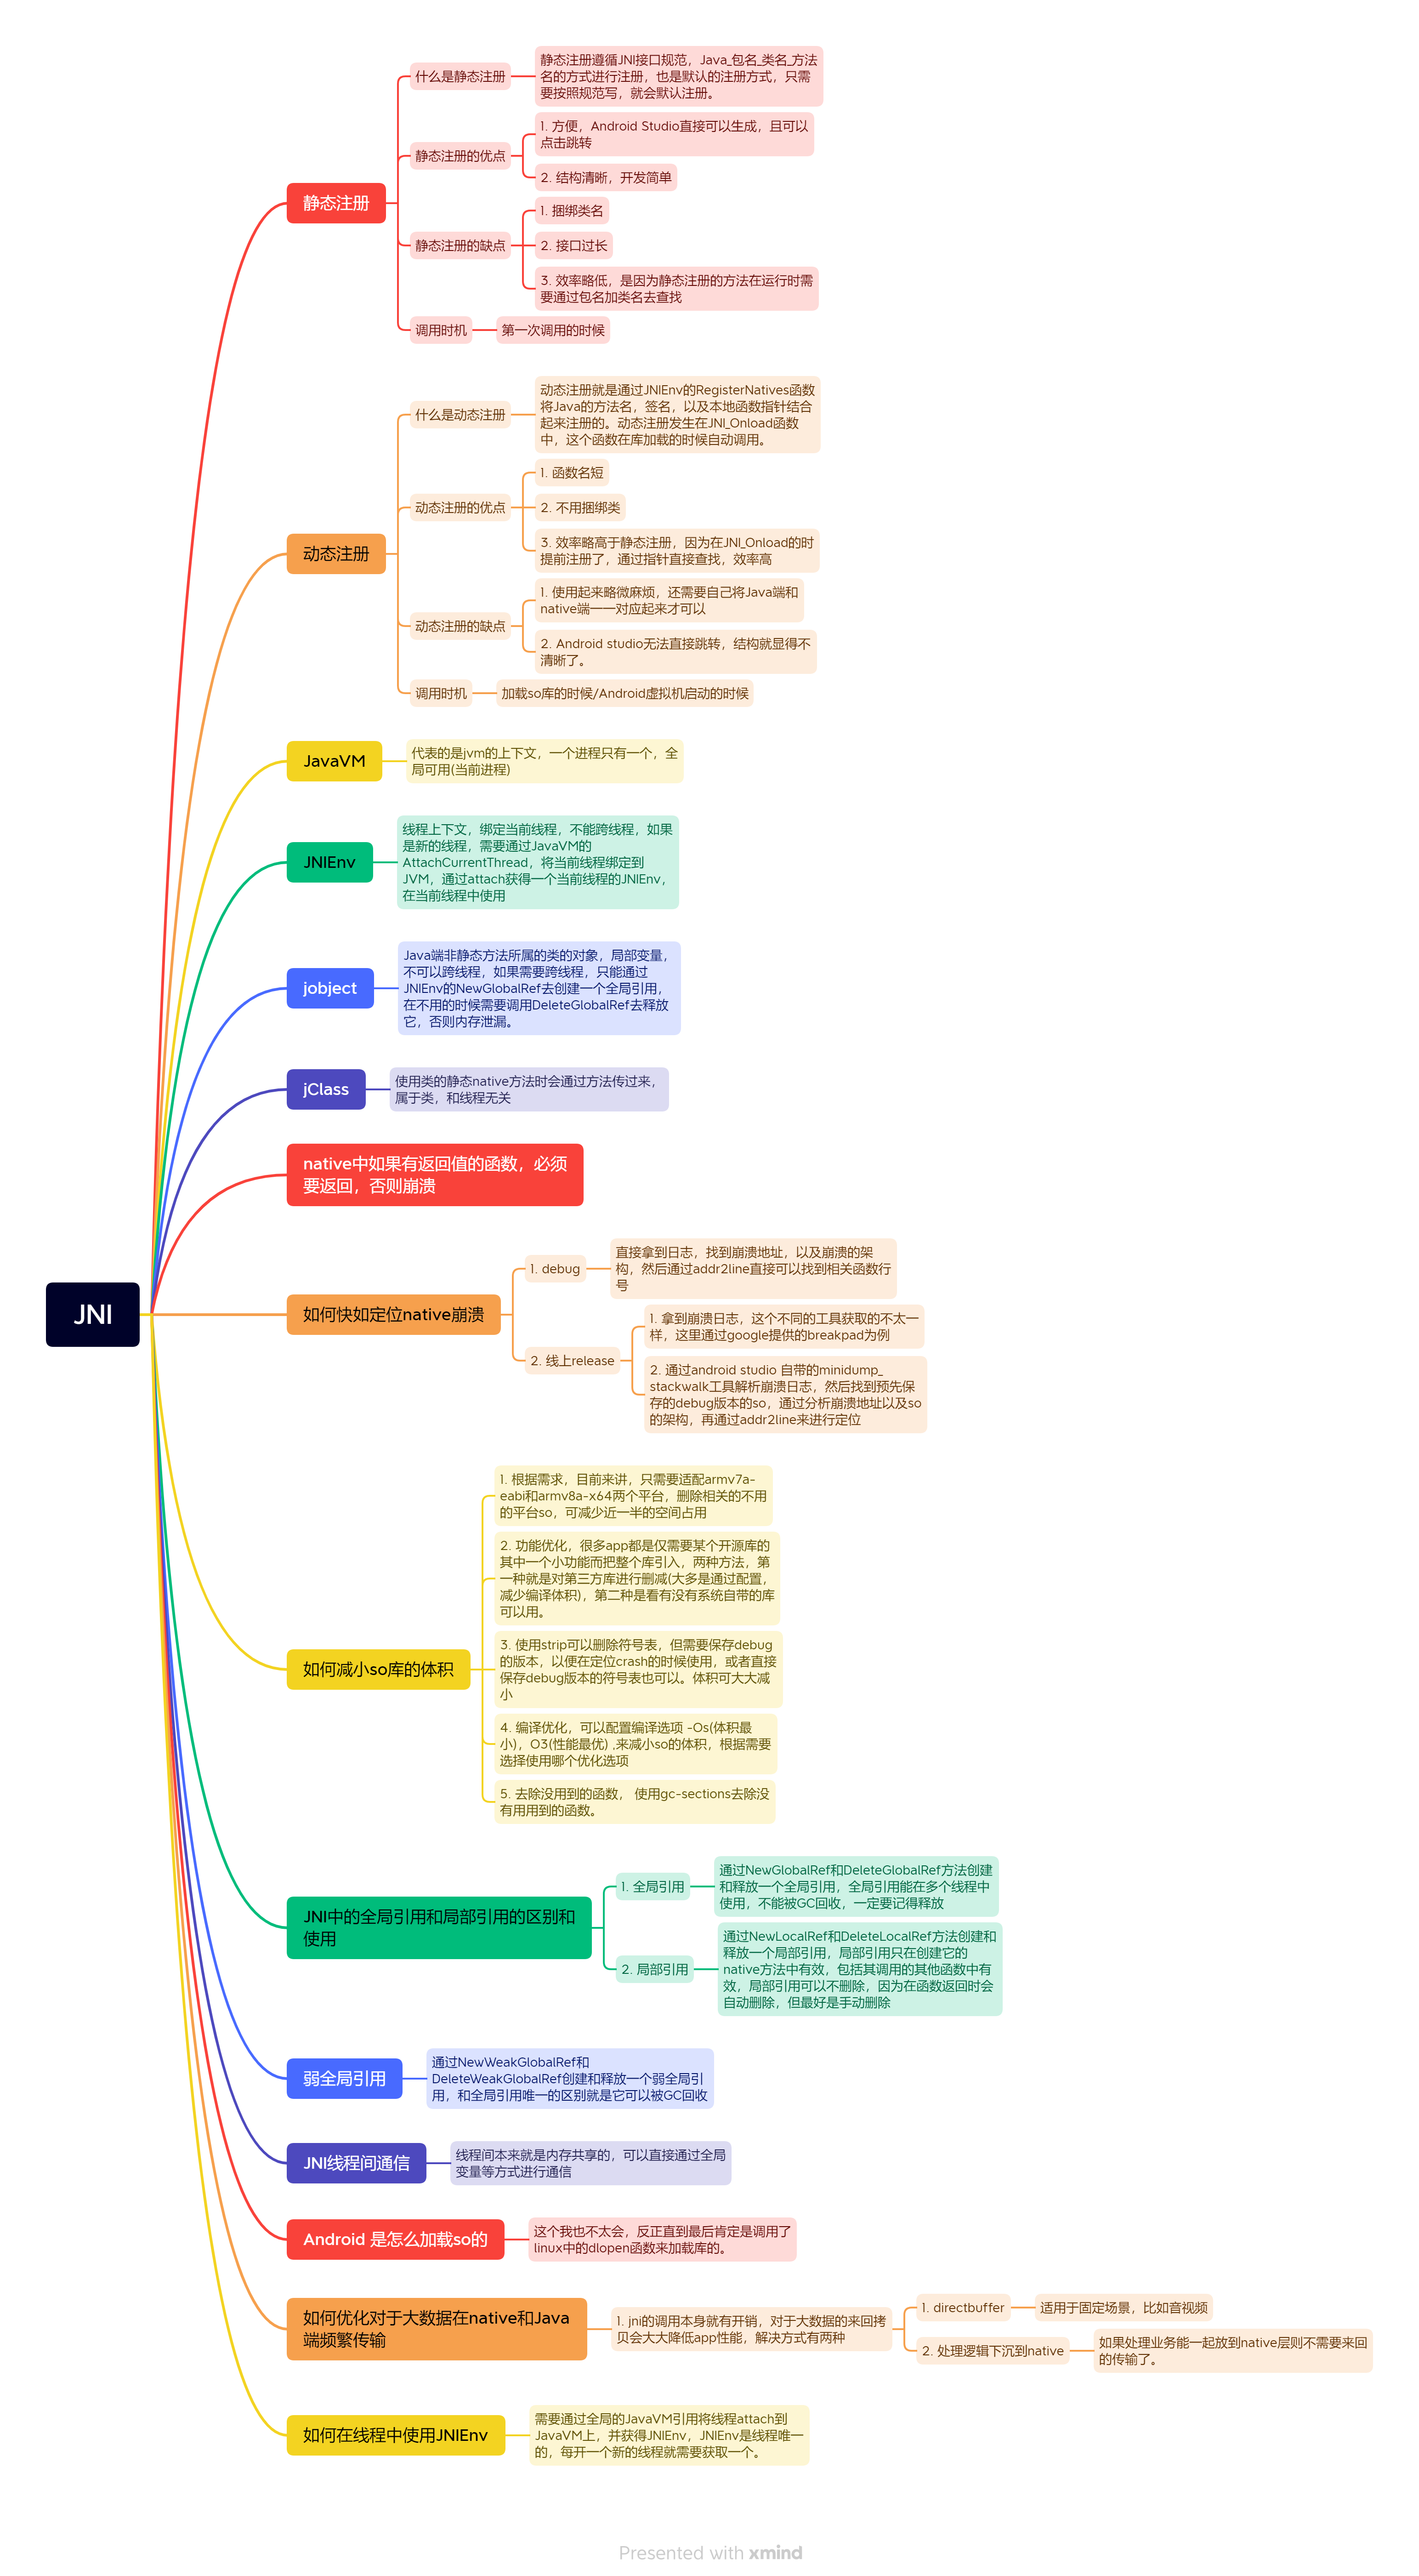 JNI
静态注册
什么是静态注册
静态注册遵循JNI接口规范，Java_包名_类名_方法
名的方式进行注册，也是默认的注册方式，只需
要按照规范写，就会默认注册。
静态注册的优点
1. 方便，Android Studio直接可以生成，且可以
点击跳转
2. 结构清晰，开发简单
静态注册的缺点
1. 捆绑类名
2. 接口过长
3. 效率略低，是因为静态注册的方法在运行时需
要通过包名加类名去查找
调用时机
第一次调用的时候
动态注册
什么是动态注册
动态注册就是通过JNIEnv的RegisterNatives函数
将Java的方法名，签名，以及本地函数指针结合
起来注册的。动态注册发生在JNI_Onload函数
中，这个函数在库加载的时候自动调用。
动态注册的优点
1. 函数名短
2. 不用捆绑类
3. 效率略高于静态注册，因为在JNI_Onload的时
提前注册了，通过指针直接查找，效率高
动态注册的缺点
1. 使用起来略微麻烦，还需要自己将Java端和
native端一一对应起来才可以
2. Android studio无法直接跳转，结构就显得不
清晰了。
调用时机
加载so库的时候/Android虚拟机启动的时候
JavaVM
代表的是jvm的上下文，一个进程只有一个，全
局可用(当前进程)
JNIEnv
线程上下文，绑定当前线程，不能跨线程，如果
是新的线程，需要通过JavaVM的
AttachCurrentThread，将当前线程绑定到
JVM，通过attach获得一个当前线程的JNIEnv，
在当前线程中使用
jobject
Java端非静态方法所属的类的对象，局部变量，
不可以跨线程，如果需要跨线程，只能通过
JNIEnv的NewGlobalRef去创建一个全局引用，
在不用的时候需要调用DeleteGlobalRef去释放
它，否则内存泄漏。
jClass
使用类的静态native方法时会通过方法传过来，
属于类，和线程无关
native中如果有返回值的函数，必须
要返回，否则崩溃
如何快如定位native崩溃
1. debug
直接拿到日志，找到崩溃地址，以及崩溃的架
构，然后通过addr2line直接可以找到相关函数行
号
2. 线上release
1. 拿到崩溃日志，这个不同的工具获取的不太一
样，这里通过google提供的breakpad为例
2. 通过android studio 自带的minidump_
stackwalk工具解析崩溃日志，然后找到预先保
存的debug版本的so，通过分析崩溃地址以及so
的架构，再通过addr2line来进行定位
如何减小so库的体积
1. 根据需求，目前来讲，只需要适配armv7a-
eabi和armv8a-x64两个平台，删除相关的不用
的平台so，可减少近一半的空间占用
2. 功能优化，很多app都是仅需要某个开源库的
其中一个小功能而把整个库引入，两种方法，第
一种就是对第三方库进行删减(大多是通过配置，
减少编译体积)，第二种是看有没有系统自带的库
可以用。
3. 使用strip可以删除符号表，但需要保存debug
的版本，以便在定位crash的时候使用，或者直接
保存debug版本的符号表也可以。体积可大大减
小
4. 编译优化，可以配置编译选项 -Os(体积最
小)，O3(性能最优) ,来减小so的体积，根据需要
选择使用哪个优化选项
5. 去除没用到的函数， 使用gc-sections去除没
有用用到的函数。
JNI中的全局引用和局部引用的区别和
使用
1. 全局引用
通过NewGlobalRef和DeleteGlobalRef方法创建
和释放一个全局引用，全局引用能在多个线程中
使用，不能被GC回收，一定要记得释放
2. 局部引用
通过NewLocalRef和DeleteLocalRef方法创建和
释放一个局部引用，局部引用只在创建它的
native方法中有效，包括其调用的其他函数中有
效，局部引用可以不删除，因为在函数返回时会
自动删除，但最好是手动删除
弱全局引用
通过NewWeakGlobalRef和
DeleteWeakGlobalRef创建和释放一个弱全局引
用，和全局引用唯一的区别就是它可以被GC回收
JNI线程间通信
线程间本来就是内存共享的，可以直接通过全局
变量等方式进行通信
Android 是怎么加载so的
这个我也不太会，反正直到最后肯定是调用了
linux中的dlopen函数来加载库的。
如何优化对于大数据在native和Java
端频繁传输
1. jni的调用本身就有开销，对于大数据的来回拷
贝会大大降低app性能，解决方式有两种
1. directbuffer
适用于固定场景，比如音视频
2. 处理逻辑下沉到native
如果处理业务能一起放到native层则不需要来回
的传输了。
如何在线程中使用JNIEnv
需要通过全局的JavaVM引用将线程attach到
JavaVM上，并获得JNIEnv，JNIEnv是线程唯一
的，每开一个新的线程就需要获取一个。
Presented with xmind